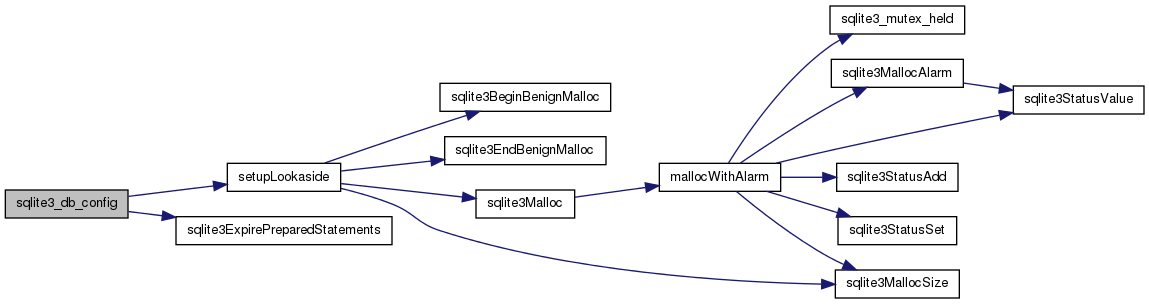 sqlite3_db_config
setupLookaside
sqlite3ExpirePreparedStatements
sqlite3BeginBenignMalloc
sqlite3EndBenignMalloc
sqlite3Malloc
mallocWithAlarm
sqlite3_mutex_held
sqlite3MallocAlarm
sqlite3StatusValue
sqlite3StatusAdd
sqlite3StatusSet
sqlite3MallocSize